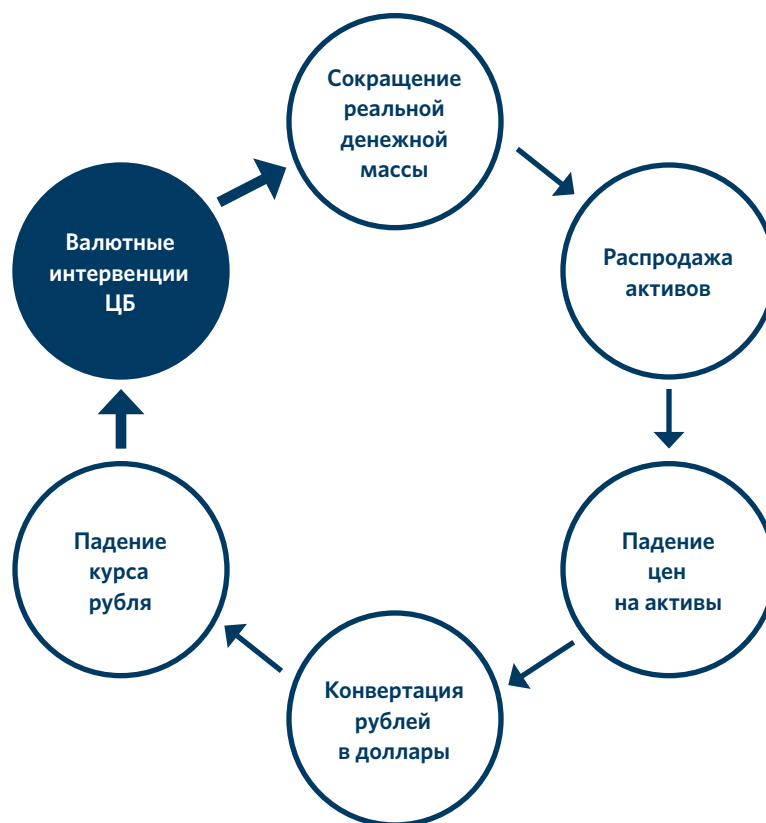 Сокращение
реальной
денежной
массы
Валютные
интервенции
ЦБ
Распродажа
активов
Падение
курса
рубля
Падение
цен
на активы
Конвертация
рублей
в доллары